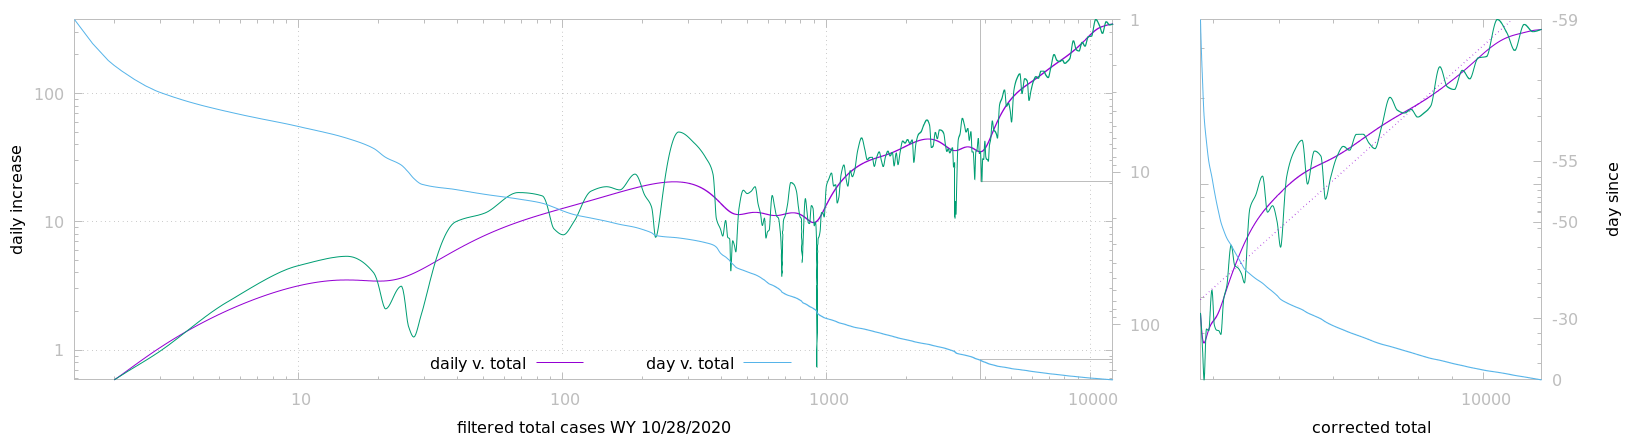 daily increase
100
10
1
10
100
1000
10000
1
10
100
daily v. total
day v. total
filtered total cases WY 10/28/2020
-59
-55
-50
-30
0
day since
10000
corrected total